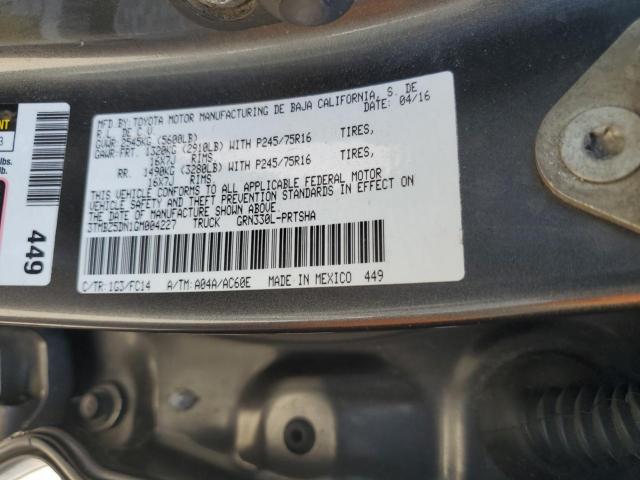 MFD.BY:TOYOTA MOTOR MANUFACTURING DE BAJA CALIFORNIA, S. DE
R.L. DE C.V. DATE: 04/16
GVWR 2545KG (5600LB)
GAWR:FRT. 1320KG (2910LB) WITH P245/75R16 TIRES,
16X7J RIMS
RR. 1490KG (3280LB) WITH P245/75R16 TIRES,
RIMS
THIS VEHICLE CONFORMS TO ALL APPLICABLE FEDERAL MOTOR
VEHICLE SAFETY AND THEFT PREVENTION STANDARDS IN EFFECT ON
THE DATE OF MANUFACTURE SHOWN ABOVE.
3TMBZ5DN1GM004227 TRUCK GRN330L-PRTSHA
C/TR:1G3/FC14 A/TM:A04A/AC60E MADE IN MEXICO 449
449
lbs.
lb.